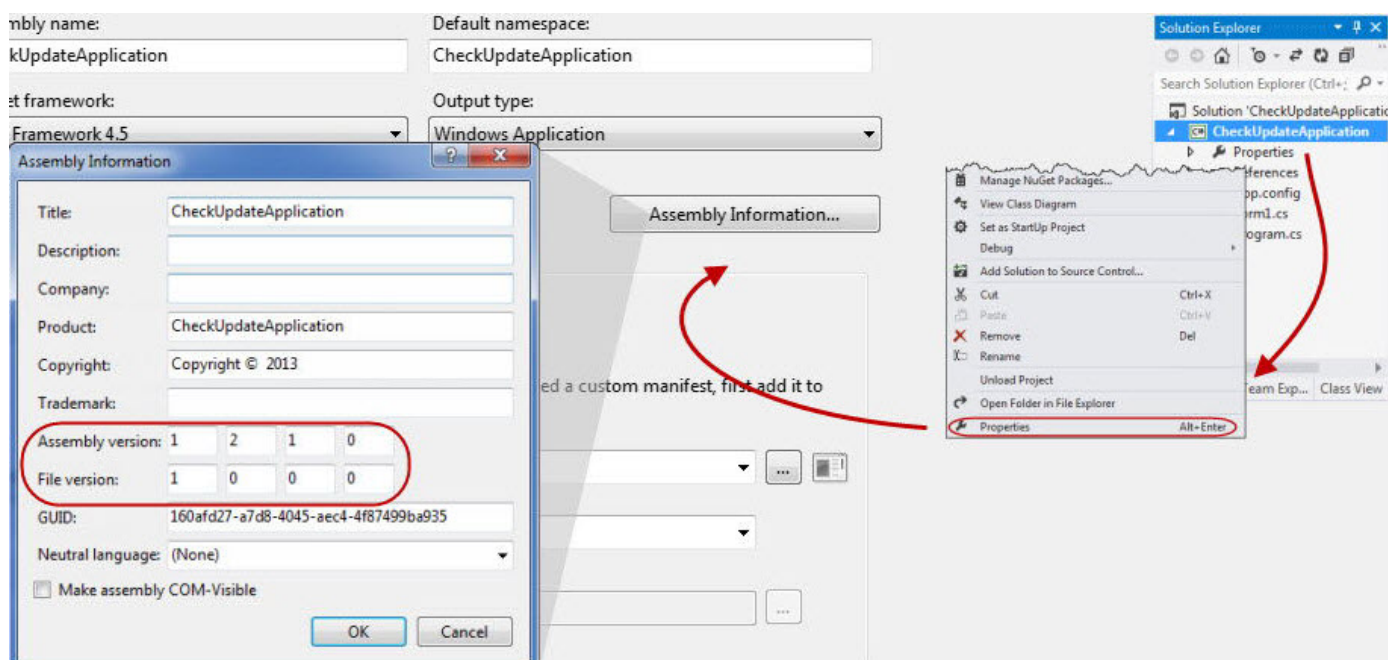 mbly name:
kUpdateApplication
et framework:
Framework 4.5
Default namespace:
CheckUpdateApplication
Output type:
Windows Application
Assembly Information...
ed a custom manifest, first add it to
...
...
Assembly Information
?
Title: CheckUpdateApplication
Description:
Company:
Product: CheckUpdateApplication
Copyright: Copyright © 2013
Trademark:
Assembly version: 1 2 1 0
File version: 1 0 0 0
GUID: 160afd27-a7d8-4045-aec4-4f87499ba935
Neutral language: (None)
Make assembly COM-Visible
OK Cancel
Solution Explorer
Search Solution Explorer (Ctrl+;
Solution 'CheckUpdateApplicatio
C# CheckUpdateApplication
Properties
eferences
pp.config
orm1.cs
ogram.cs
eam Exp... Class View
Manage NuGet Packages...
View Class Diagram
Set as StartUp Project
Debug
Add Solution to Source Control...
Cut Ctrl+X
Paste Ctrl+V
Remove Del
Rename
Unload Project
Open Folder in File Explorer
Properties Alt+Enter